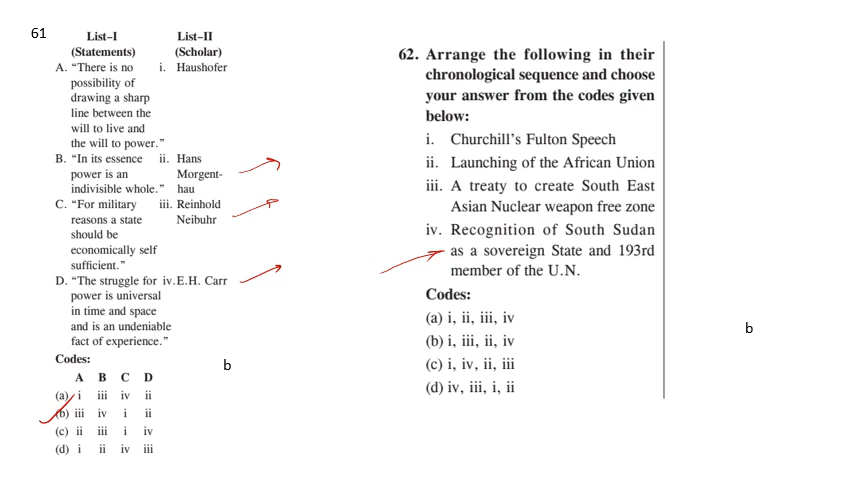 61
List–I List–II
(Statements) (Scholar)
A. “There is no i. Haushofer
possibility of
drawing a sharp
line between the
will to live and
the will to power.”
B. “In its essence ii. Hans
power is an Morgent-
indivisible whole.” hau
C. “For military iii. Reinhold
reasons a state Neibuhr
should be
economically self
sufficient.”
D. “The struggle for iv.E.H. Carr
power is universal
in time and space
and is an undeniable
fact of experience.”
Codes:
A B C D
(a) i iii iv ii
(b) iii iv i ii
(c) ii iii i iv
(d) i ii iv iii
b
62. Arrange the following in their
chronological sequence and choose
your answer from the codes given
below:
i. Churchill’s Fulton Speech
ii. Launching of the African Union
iii. A treaty to create South East
Asian Nuclear weapon free zone
iv. Recognition of South Sudan
as a sovereign State and 193rd
member of the U.N.
Codes:
(a) i, ii, iii, iv
(b) i, iii, ii, iv
(c) i, iv, ii, iii
(d) iv, iii, i, ii
b